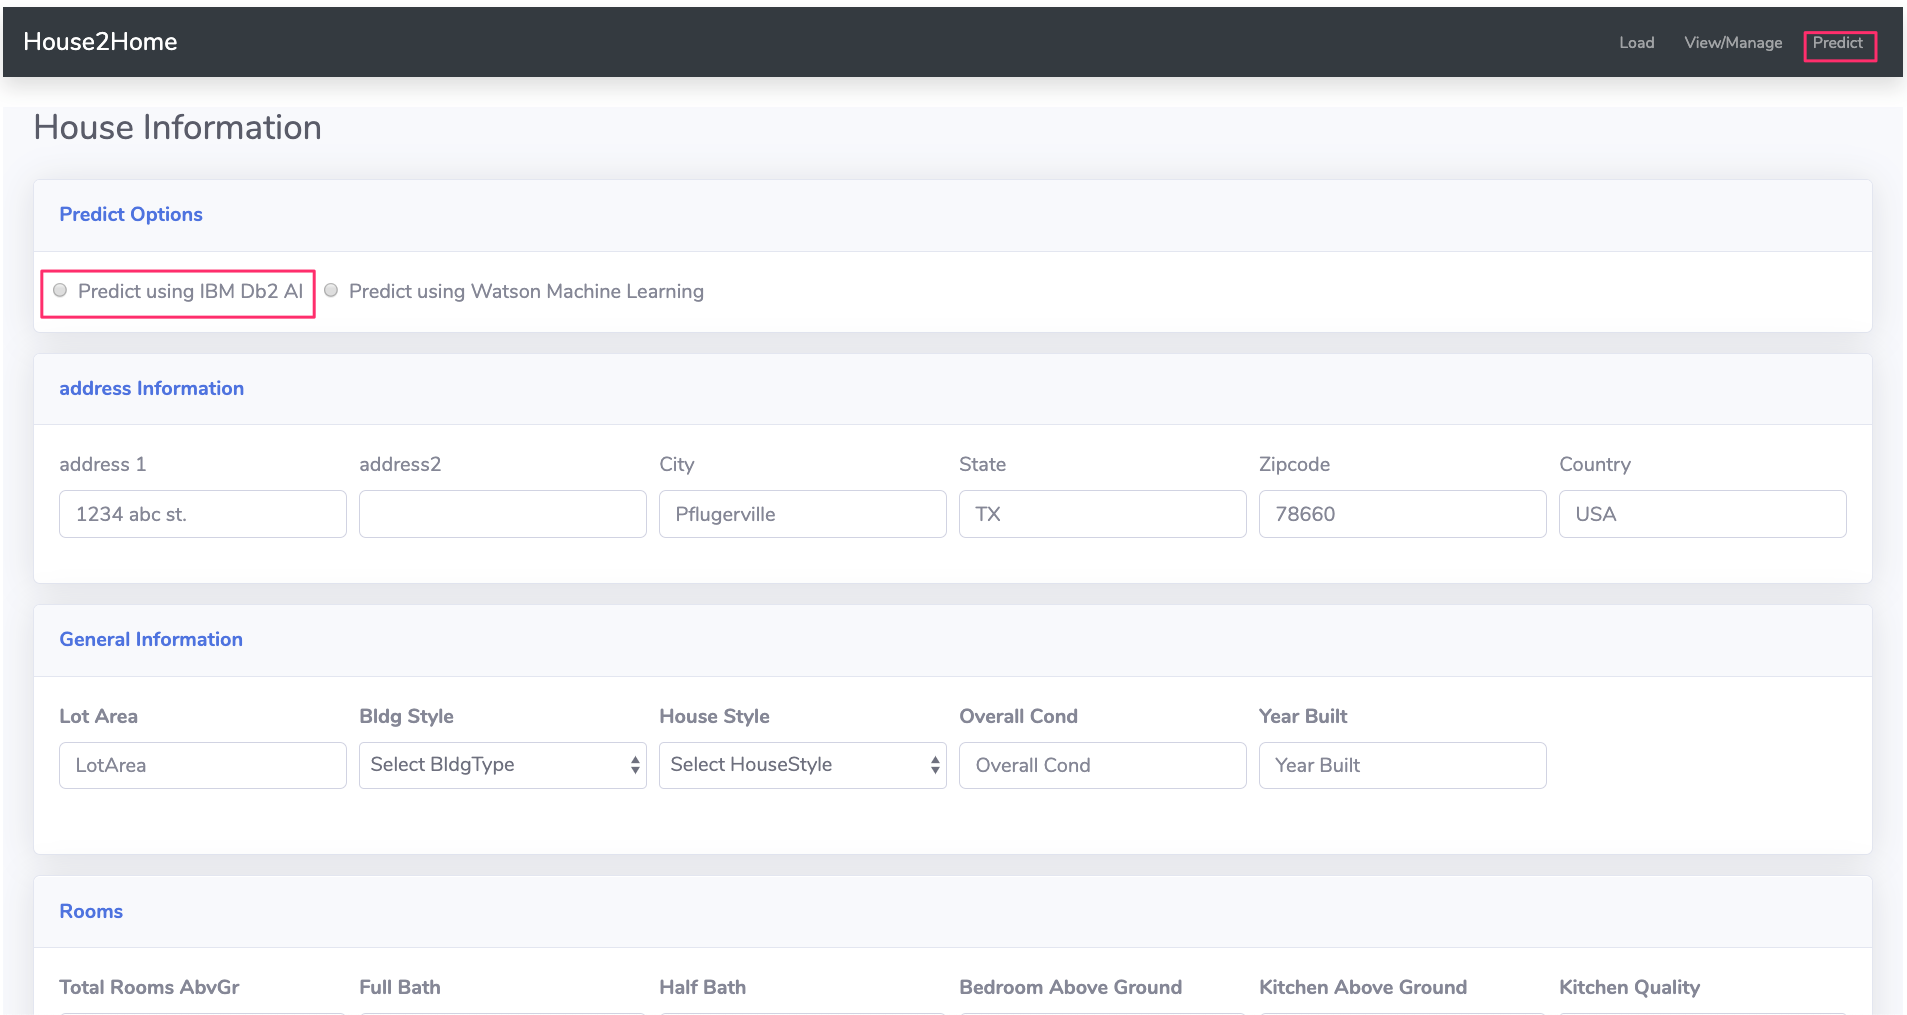 House2Home Load View/Manage Predict
House Information
Predict Options
Predict using IBM Db2 AI Predict using Watson Machine Learning
address Information
address 1 address2 City State Zipcode Country
1234 abc st. Pflugerville TX 78660 USA
General Information
Lot Area Bldg Style House Style Overall Cond Year Built
LotArea Select BldgType Select HouseStyle Overall Cond Year Built
Rooms
Total Rooms AbvGr Full Bath Half Bath Bedroom Above Ground Kitchen Above Ground Kitchen Quality